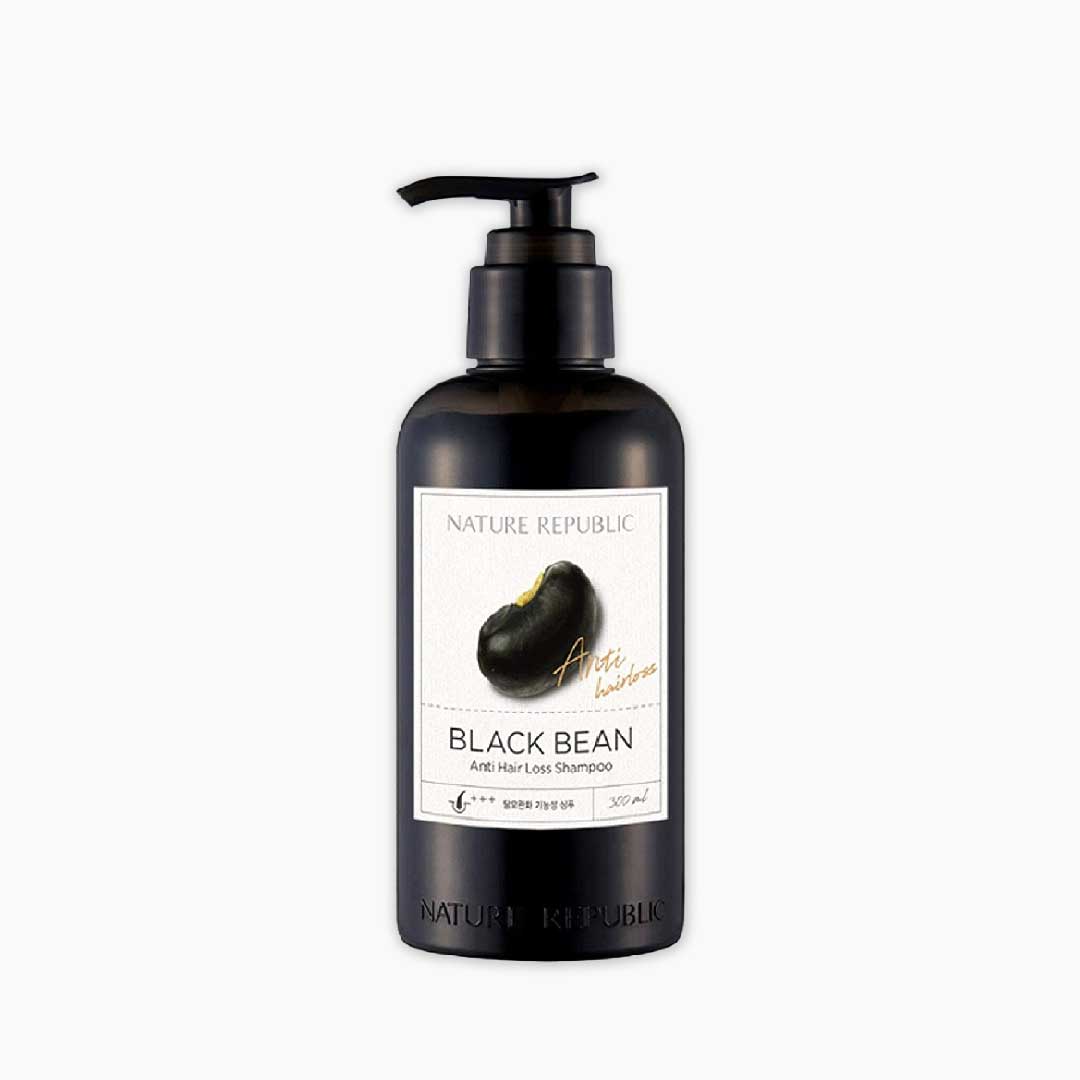 NATURE REPUBLIC
Anti
hairloss
BLACK BEAN
Anti Hair Loss Shampoo
+++ 탈모완화 기능성 샴푸
300 ml
NATURE REPUBLIC